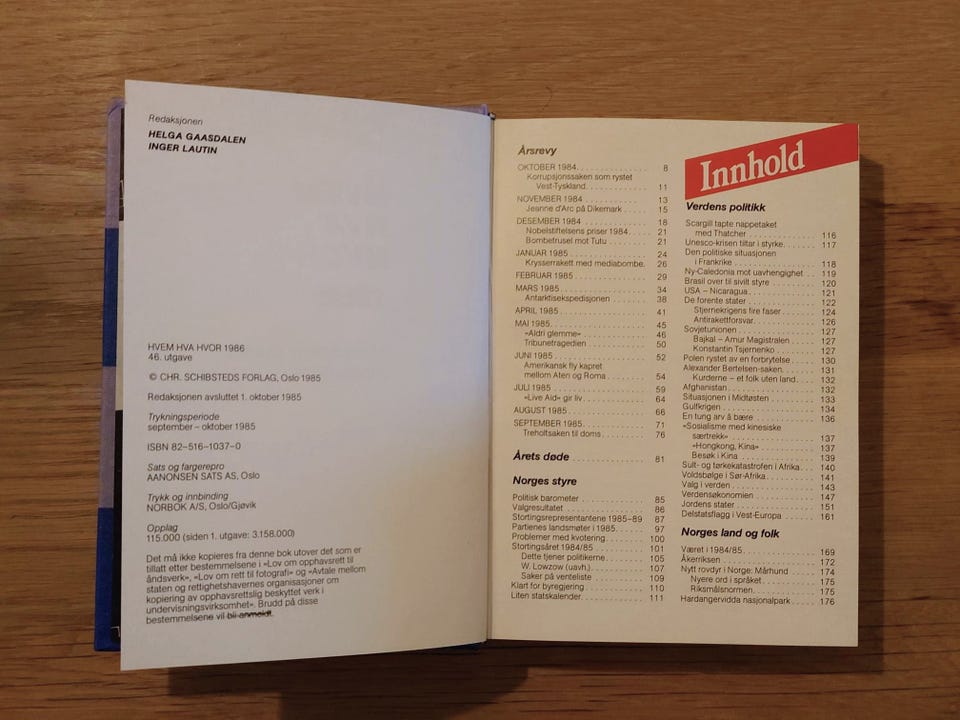 Redaksjonen
HELGA GAASDALEN
INGER LAUTIN
HVEM HVA HVOR 1986
46. utgave
© CHR. SCHIBSTEDS FORLAG, Oslo 1985
Redaksjonen avsluttet 1. oktober 1985
Trykningsperiode
september – oktober 1985
ISBN 82-516-1037-0
Sats og fargerepro
AANONSEN SATS AS, Oslo
Trykk og innbinding
NORBOK A/S, Oslo/Gjøvik
Opplag
115.000 (siden 1. utgave: 3.158.000)
Det må ikke kopieres fra denne bok utover det som er
tillatt etter bestemmelsene i «Lov om opphavsrett til
åndsverk», «Lov om rett til fotografi» og «Avtale mellom
staten og rettighetshavernes organisasjoner om
kopiering av opphavsrettslig beskyttet verk i
undervisningsvirksomhet». Brudd på disse
bestemmelsene vil bli anmeldt.
Årsrevy
OKTOBER 1984 8
Korrupsjonssaken som rystet
Vest-Tyskland 11
NOVEMBER 1984 13
Jeanne d'Arc på Dikemark 15
DESEMBER 1984 18
Nobelstiftelsens priser 1984 21
Bombetrusel mot Tutu 21
JANUAR 1985 24
Krysserrakett med mediabombe 26
FEBRUAR 1985 29
MARS 1985 34
Antarktisekspedisjonen 38
APRIL 1985 41
MAI 1985 45
«Aldri glemme» 46
Tribunetragedien 50
JUNI 1985 52
Amerikansk fly kapret
mellom Aten og Roma 54
JULI 1985 59
«Live Aid» gir liv 64
AUGUST 1985 66
SEPTEMBER 1985 71
Treholtsaken til doms 76
Årets døde 81
Norges styre
Politisk barometer 85
Valgresultatet 86
Stortingsrepresentantene 1985–89 87
Partienes landsmøter i 1985 97
Problemer med kvotering 100
Stortingsåret 1984/85 101
Dette tjener politikerne 105
W. Lowzow (uavh.) 107
Saker på venteliste 109
Klart for byregjering 110
Liten statskalender 111
Innhold
Verdens politikk
Scargill tapte nappetaket
med Thatcher 116
Unesco-krisen tiltar i styrke 117
Den politiske situasjonen
i Frankrike 118
Ny-Caledonia mot uavhengighet 119
Brasil over til sivilt styre 120
USA – Nicaragua 121
De forente stater 122
Stjernekrigens fire faser 124
Antirakettforsvar 126
Sovjetunionen 127
Bajkal – Amur Magistralen 127
Konstantin Tsjernenko 127
Polen rystet av en forbrytelse 130
Alexander Bertelsen-saken 131
Kurderne – et folk uten land 132
Afghanistan 132
Situasjonen i Midtøsten 133
Gulfkrigen 134
En tung arv å bære 136
«Sosialisme med kinesiske
særtrekk» 137
«Hongkong, Kina» 137
Besøk i Kina 139
Sult- og tørkekatastrofen i Afrika 140
Voldsbølge i Sør-Afrika 141
Valg i verden 143
Verdensøkonomien 147
Jordens stater 151
Delstatsflagg i Vest-Europa 161
Norges land og folk
Været i 1984/85 169
Åkerriksen 172
Nytt rovdyr i Norge: Mårhund 174
Nyere ord i språket 175
Riksmålsnormen 175
Hardangervidda nasjonalpark 176